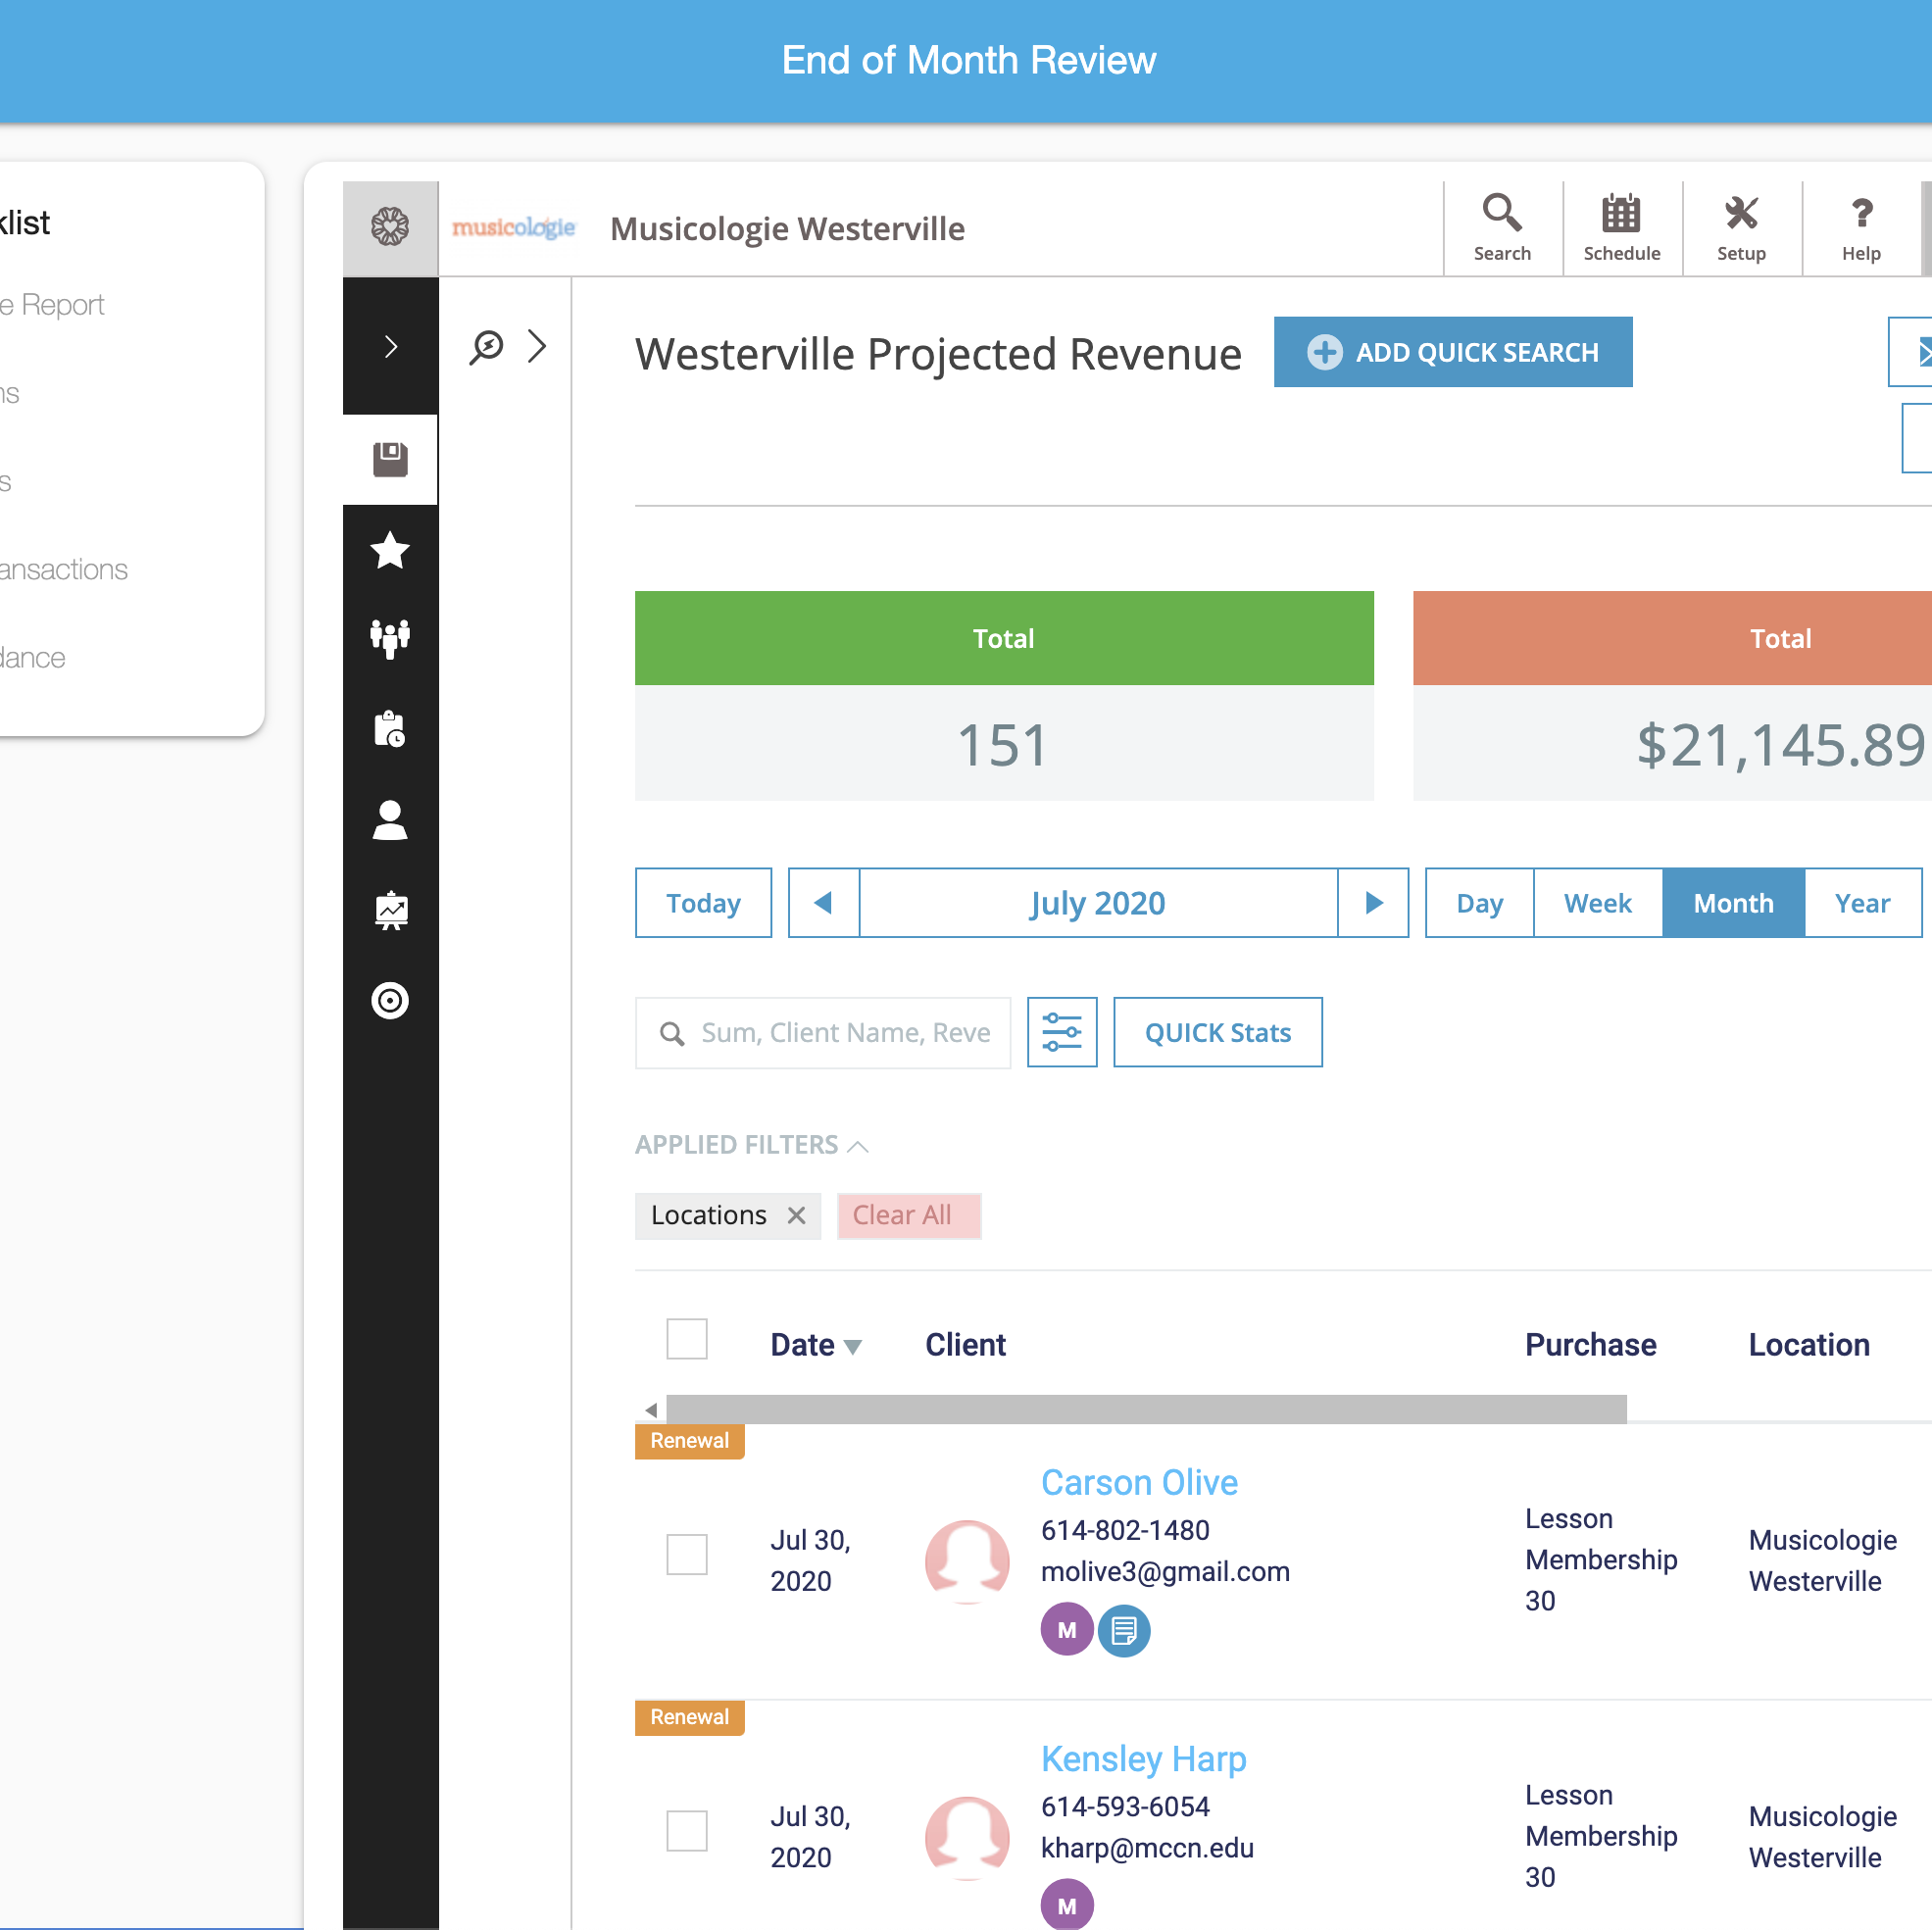 End of Month Review
klist
e Report
ns
s
ansactions
dance
musicologie
Musicologie Westerville
Search
Schedule
Setup
Help
Westerville Projected Revenue
ADD QUICK SEARCH
Total
151
Total
$21,145.89
Today
July 2020
Day
Week
Month
Year
Sum, Client Name, Reve
QUICK Stats
APPLIED FILTERS
Locations
Clear All
Date
Client
Purchase
Location
Renewal
Jul 30,
2020
Carson Olive
614-802-1480
molive3@gmail.com
M
Lesson
Membership
30
Musicologie
Westerville
Renewal
Jul 30,
2020
Kensley Harp
614-593-6054
kharp@mccn.edu
M
Lesson
Membership
30
Musicologie
Westerville